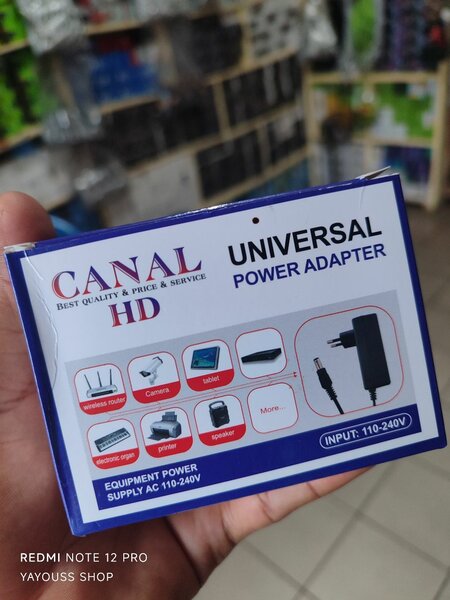 CANAL
BEST QUALITY & PRICE & SERVICE
HD
UNIVERSAL
POWER ADAPTER
wireless router
Camera
tablet
electronic organ
printer
speaker
More...
EQUIPMENT POWER
SUPPLY AC 110-240V
INPUT: 110-240V
REDMI NOTE 12 PRO
YAYOUSS SHOP